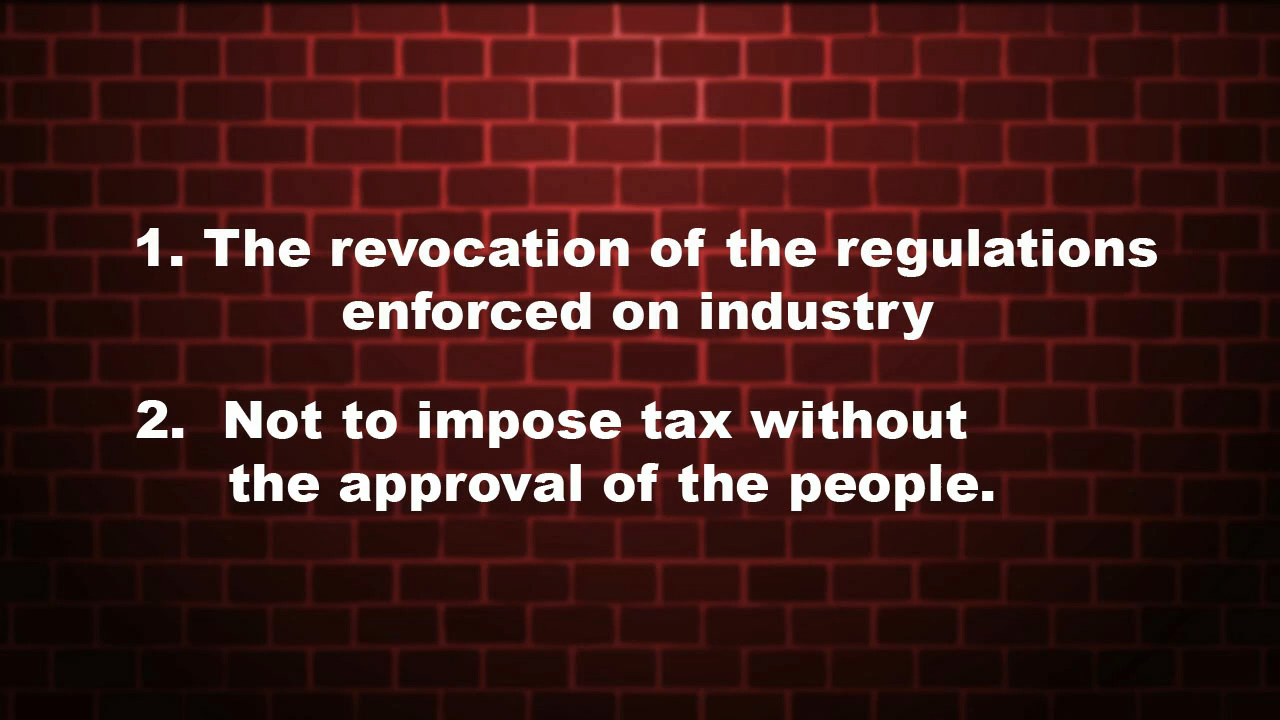 1. The revocation of the regulations
enforced on industry
2. Not to impose tax without
the approval of the people.